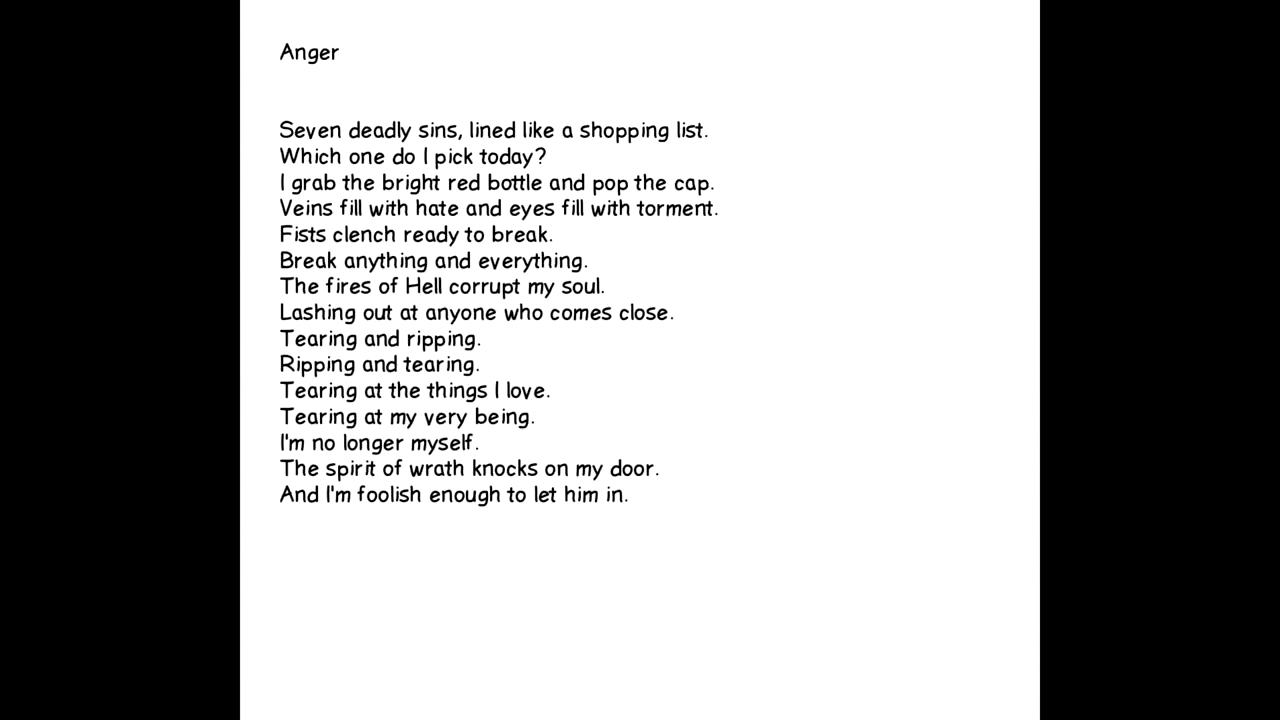 Anger
Seven deadly sins, lined like a shopping list.
Which one do I pick today?
I grab the bright red bottle and pop the cap.
Veins fill with hate and eyes fill with torment.
Fists clench ready to break.
Break anything and everything.
The fires of Hell corrupt my soul.
Lashing out at anyone who comes close.
Tearing and ripping.
Ripping and tearing.
Tearing at the things I love.
Tearing at my very being.
I'm no longer myself.
The spirit of wrath knocks on my door.
And I'm foolish enough to let him in.